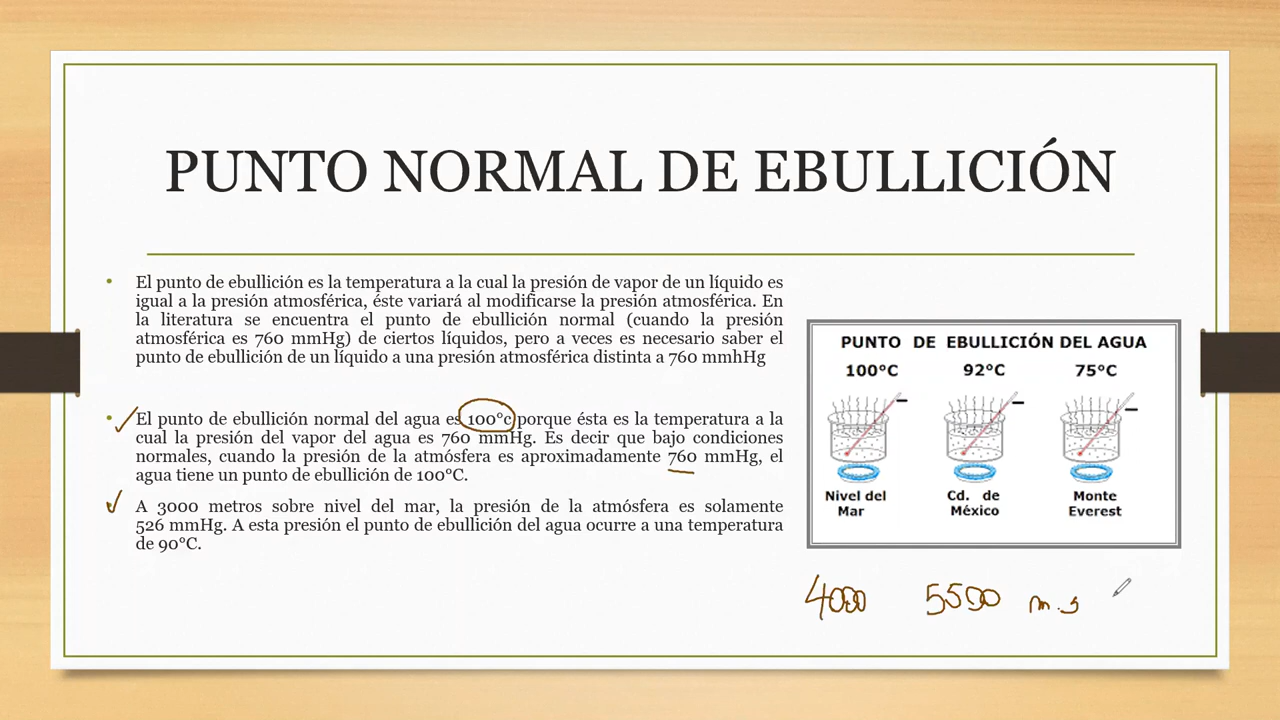 PUNTO NORMAL DE EBULLICIÓN
• El punto de ebullición es la temperatura a la cual la presión de vapor de un líquido es
igual a la presión atmosférica, éste variará al modificarse la presión atmosférica. En
la literatura se encuentra el punto de ebullición normal (cuando la presión
atmosférica es 760 mmHg) de ciertos líquidos, pero a veces es necesario saber el
punto de ebullición de un líquido a una presión atmosférica distinta a 760 mmhHg
• El punto de ebullición normal del agua es 100°c porque ésta es la temperatura a la
cual la presión del vapor del agua es 760 mmHg. Es decir que bajo condiciones
normales, cuando la presión de la atmósfera es aproximadamente 760 mmHg, el
agua tiene un punto de ebullición de 100°C.
• A 3000 metros sobre nivel del mar, la presión de la atmósfera es solamente
526 mmHg. A esta presión el punto de ebullición del agua ocurre a una temperatura
de 90°C.
PUNTO DE EBULLICIÓN DEL AGUA
100°C 92°C 75°C
Nivel del Mar
Cd. de México
Monte Everest
4000 5500 m.s